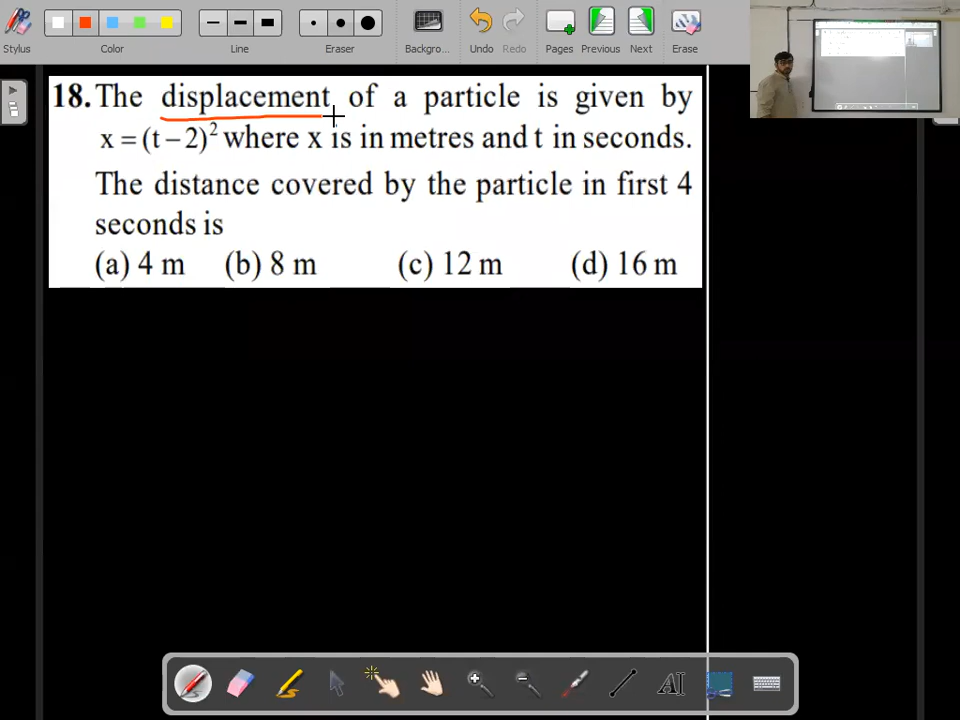 Stylus
Color
Line
Eraser
Backgro...
Undo
Redo
Pages
Previous
Next
Erase
18. The displacement of a particle is given by
x = (t – 2)² where x is in metres and t in seconds.
The distance covered by the particle in first 4
seconds is
(a) 4 m (b) 8 m (c) 12 m (d) 16 m